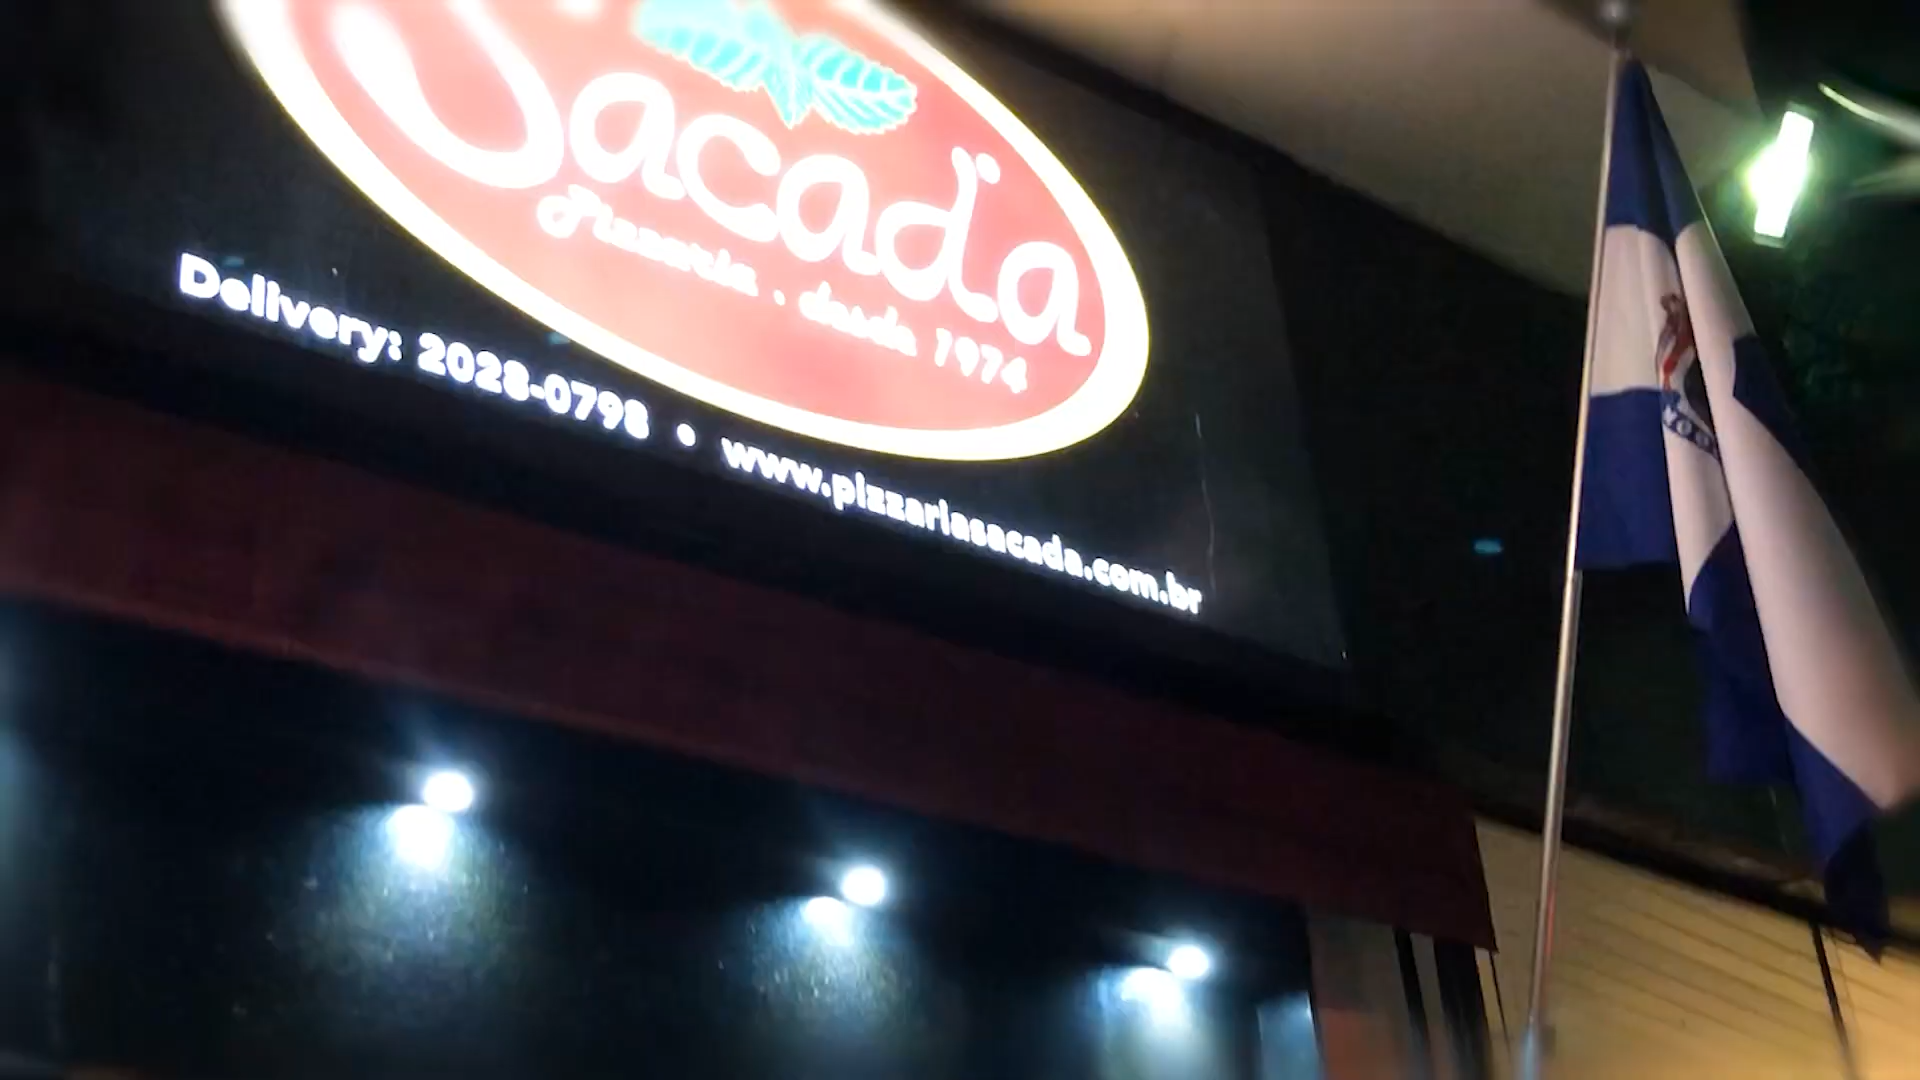 Sacada
Pizzaria . desde 1974
Delivery: 2028-0798 • www.pizzariasacada.com.br